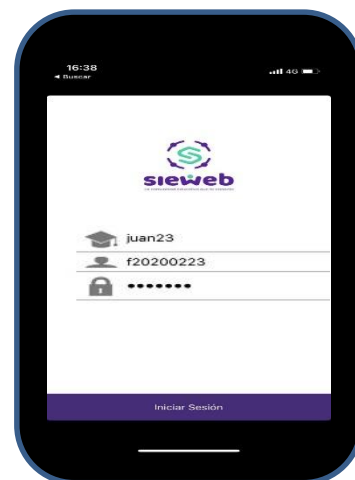 16:38
◀ Buscar
4G
sieweb
juan23
f20200223
•••••••
Iniciar Sesión